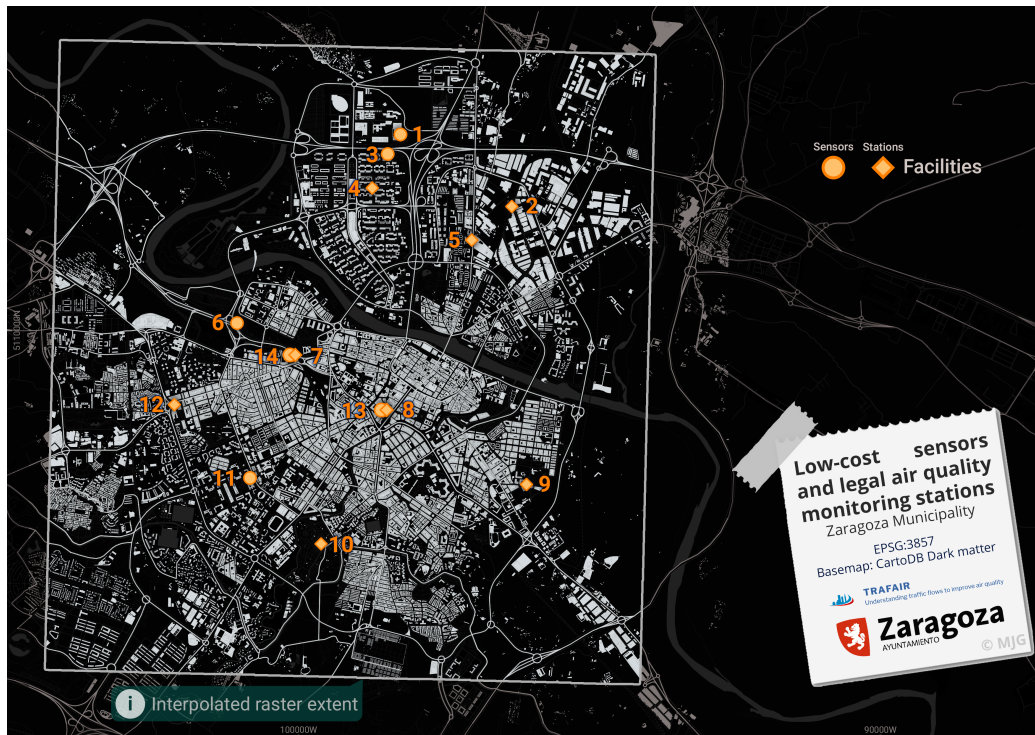 1
3
4
2
5
6
14
7
12
13
8
11
9
10
Sensors Stations
Facilities
Low-cost sensors
and legal air quality
monitoring stations
Zaragoza Municipality
EPSG:3857
Basemap: CartoDB Dark matter
TRAFAIR
Understanding traffic flows to improve air quality
Zaragoza
AYUNTAMIENTO
© MJG
i Interpolated raster extent
5110000N
100000W
90000W